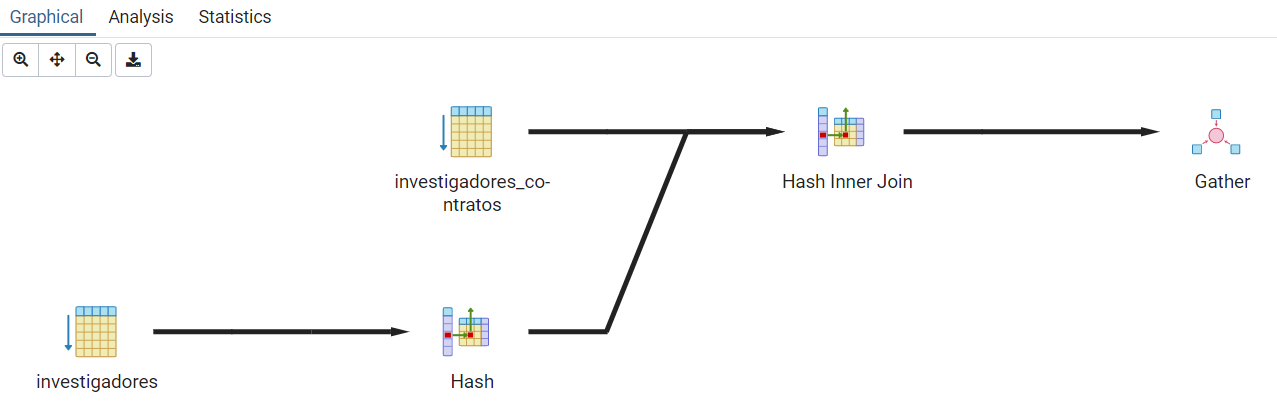 Graphical Analysis Statistics
investigadores_co-
ntratos
Hash Inner Join
Gather
investigadores
Hash